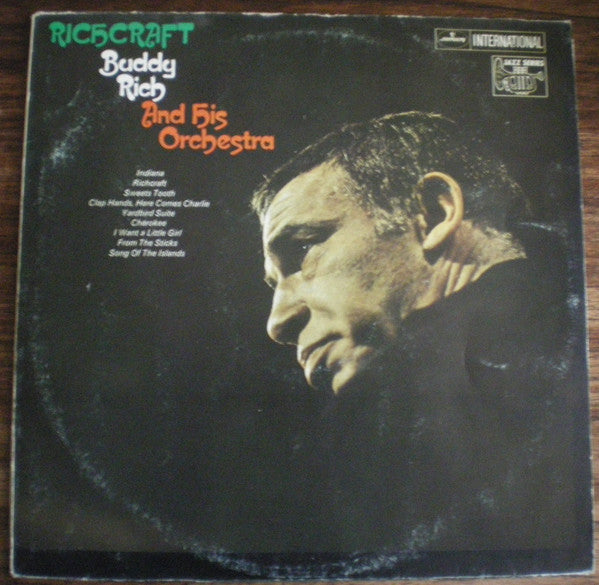 RICHCRAFT
Buddy
Rich
And his
Orchestra
Indiana
Richcraft
Sweets Tooth
Clap Hands, Here Comes Charlie
Yardbird Suite
Cherokee
I Want a Little Girl
From The Sticks
Song Of The Islands
mercury
INTERNATIONAL
JAZZ SERIES